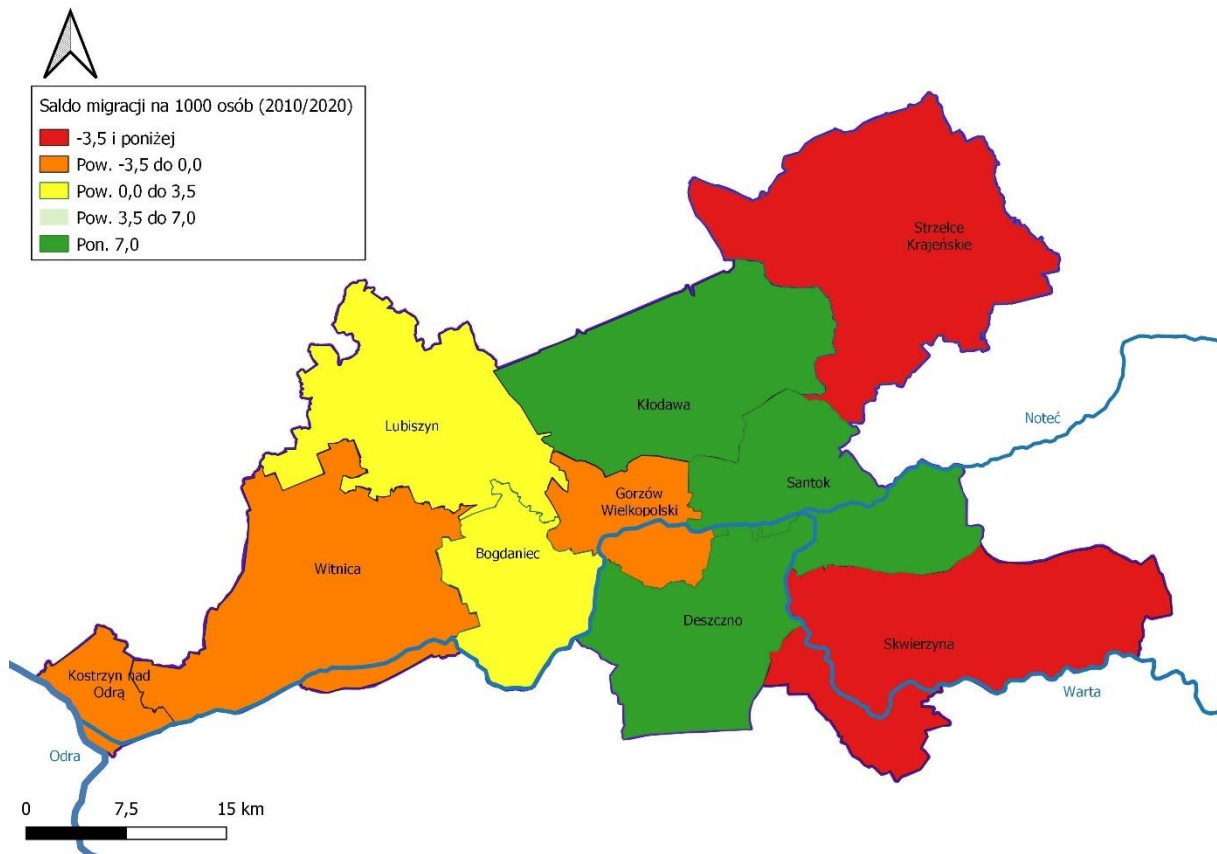 Saldo migracji na 1000 osób (2010/2020)
-3,5 i poniżej
Pow. -3,5 do 0,0
Pow. 0,0 do 3,5
Pow. 3,5 do 7,0
Pon. 7,0
Strzelce
Krajeńskie
Kłodawa
Lubiszyn
Noteć
Santok
Gorzów
Wielkopolski
Bogdaniec
Witnica
Deszczno
Skwierzyna
Kostrzyn nad
Odrą
Warta
Odra
0 7,5 15 km